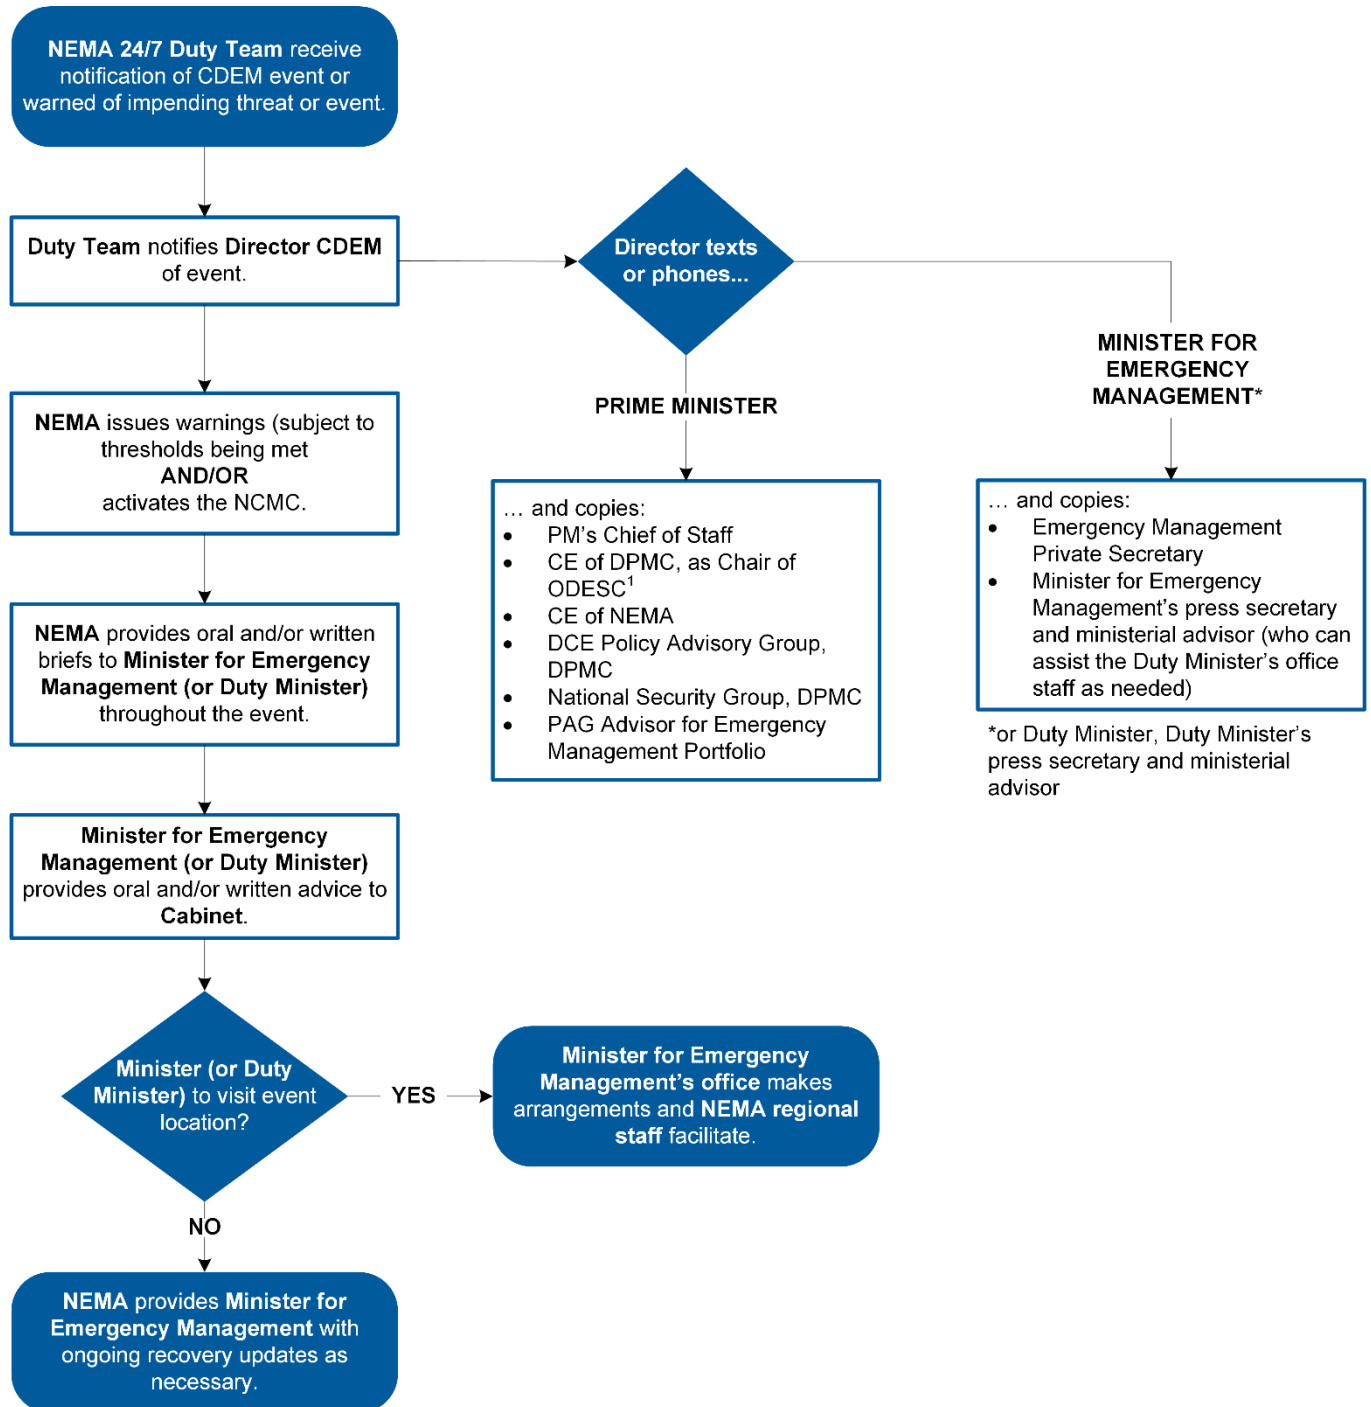 NEMA 24/7 Duty Team receive
notification of CDEM event or
warned of impending threat or event.
Duty Team notifies Director CDEM
of event.
Director texts
or phones...
MINISTER FOR
EMERGENCY
MANAGEMENT*
PRIME MINISTER
NEMA issues warnings (subject to
thresholds being met
AND/OR
activates the NCMC.
… and copies:
• PM's Chief of Staff
• CE of DPMC, as Chair of
ODESC¹
• CE of NEMA
• DCE Policy Advisory Group,
DPMC
• National Security Group, DPMC
• PAG Advisor for Emergency
Management Portfolio
… and copies:
• Emergency Management
Private Secretary
• Minister for Emergency
Management's press secretary
and ministerial advisor (who can
assist the Duty Minister's office
staff as needed)
*or Duty Minister, Duty Minister's
press secretary and ministerial
advisor
NEMA provides oral and/or written
briefs to Minister for Emergency
Management (or Duty Minister)
throughout the event.
Minister for Emergency
Management (or Duty Minister)
provides oral and/or written advice to
Cabinet.
Minister (or Duty
Minister) to visit event
location?
YES
Minister for Emergency
Management's office makes
arrangements and NEMA regional
staff facilitate.
NO
NEMA provides Minister for
Emergency Management with
ongoing recovery updates as
necessary.